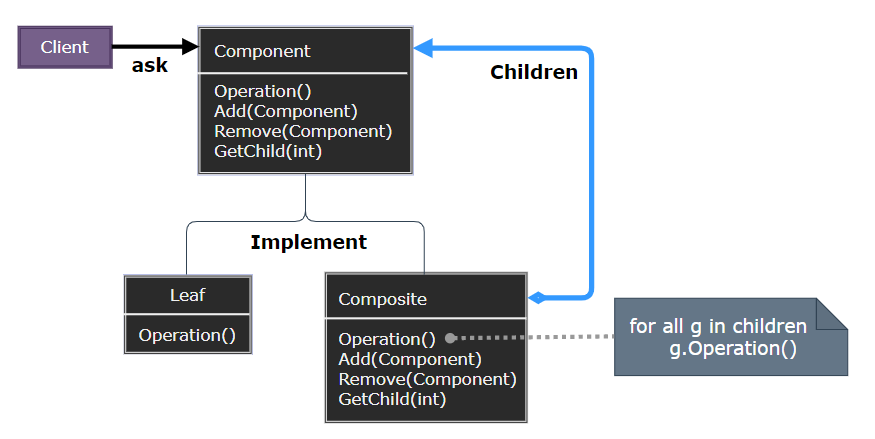 Client
ask
Component
Operation()
Add(Component)
Remove(Component)
GetChild(int)
Children
Implement
Leaf
Operation()
Composite
Operation()
Add(Component)
Remove(Component)
GetChild(int)
for all g in children
g.Operation()